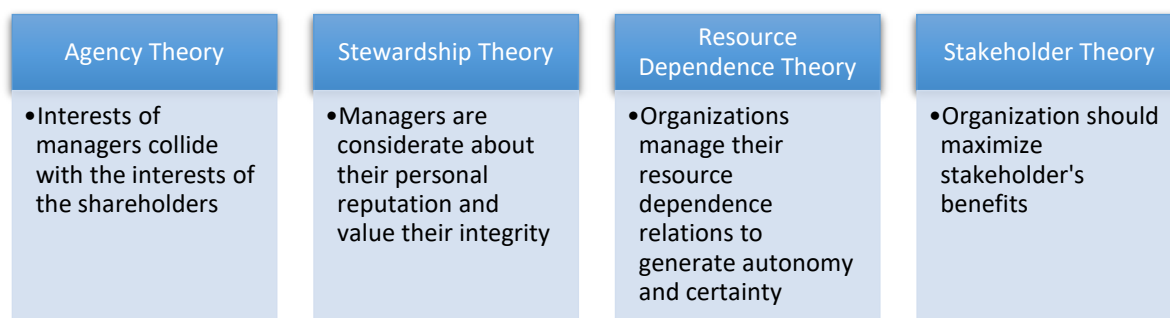 Agency Theory
•Interests of
managers collide
with the interests of
the shareholders
Stewardship Theory
•Managers are
considerate about
their personal
reputation and
value their integrity
Resource
Dependence Theory
•Organizations
manage their
resource
dependence
relations to
generate autonomy
and certainty
Stakeholder Theory
•Organization should
maximize
stakeholder's
benefits